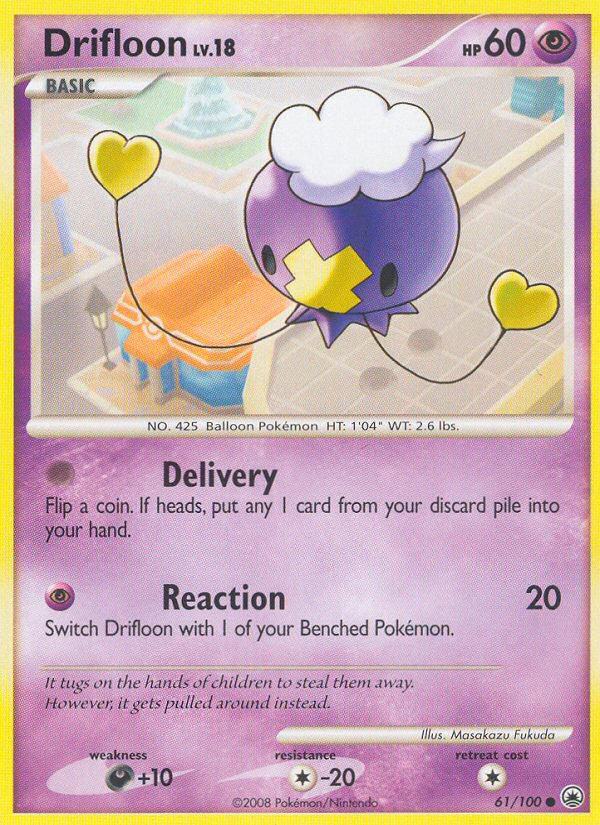 Drifloon LV.18
HP 60
BASIC
NO. 425 Balloon Pokémon HT: 1'04" WT: 2.6 lbs.
Delivery
Flip a coin. If heads, put any 1 card from your discard pile into
your hand.
Reaction 20
Switch Drifloon with 1 of your Benched Pokémon.
It tugs on the hands of children to steal them away.
However, it gets pulled around instead.
Illus. Masakazu Fukuda
weakness resistance retreat cost
+10 -20
©2008 Pokémon/Nintendo 61/100